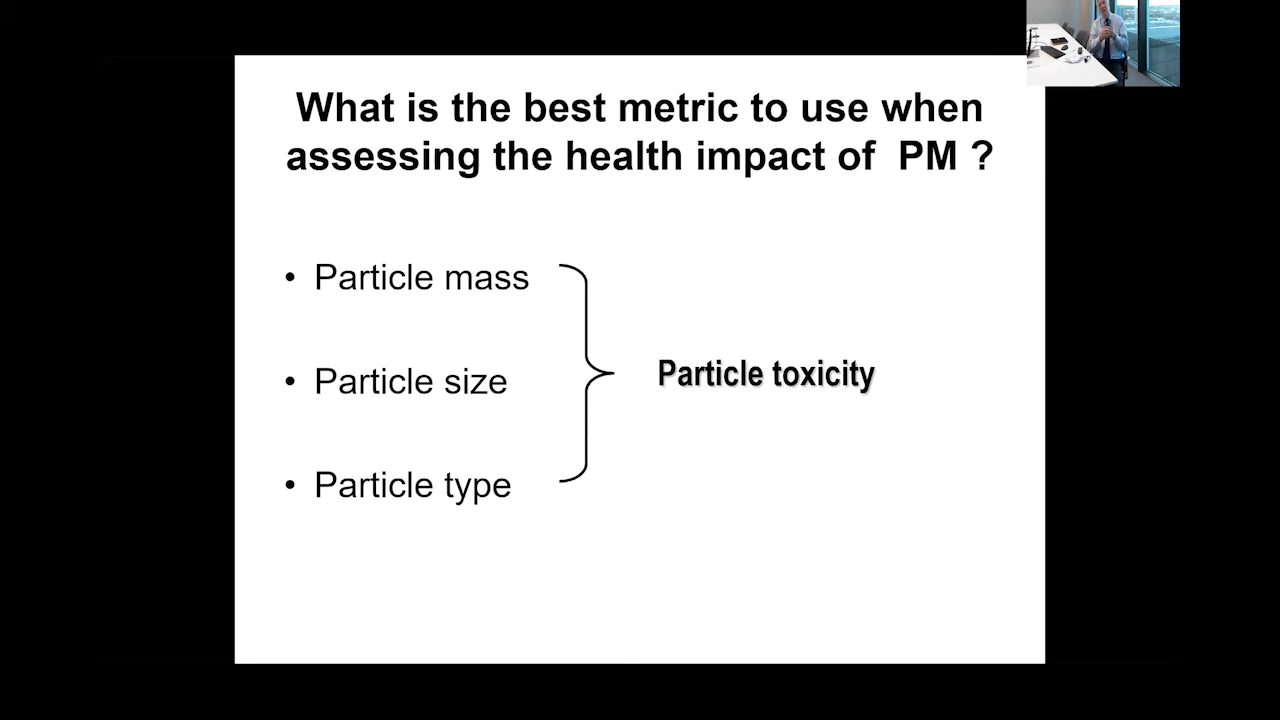 What is the best metric to use when
assessing the health impact of  PM ?
• Particle mass
• Particle size
• Particle type
Particle toxicity